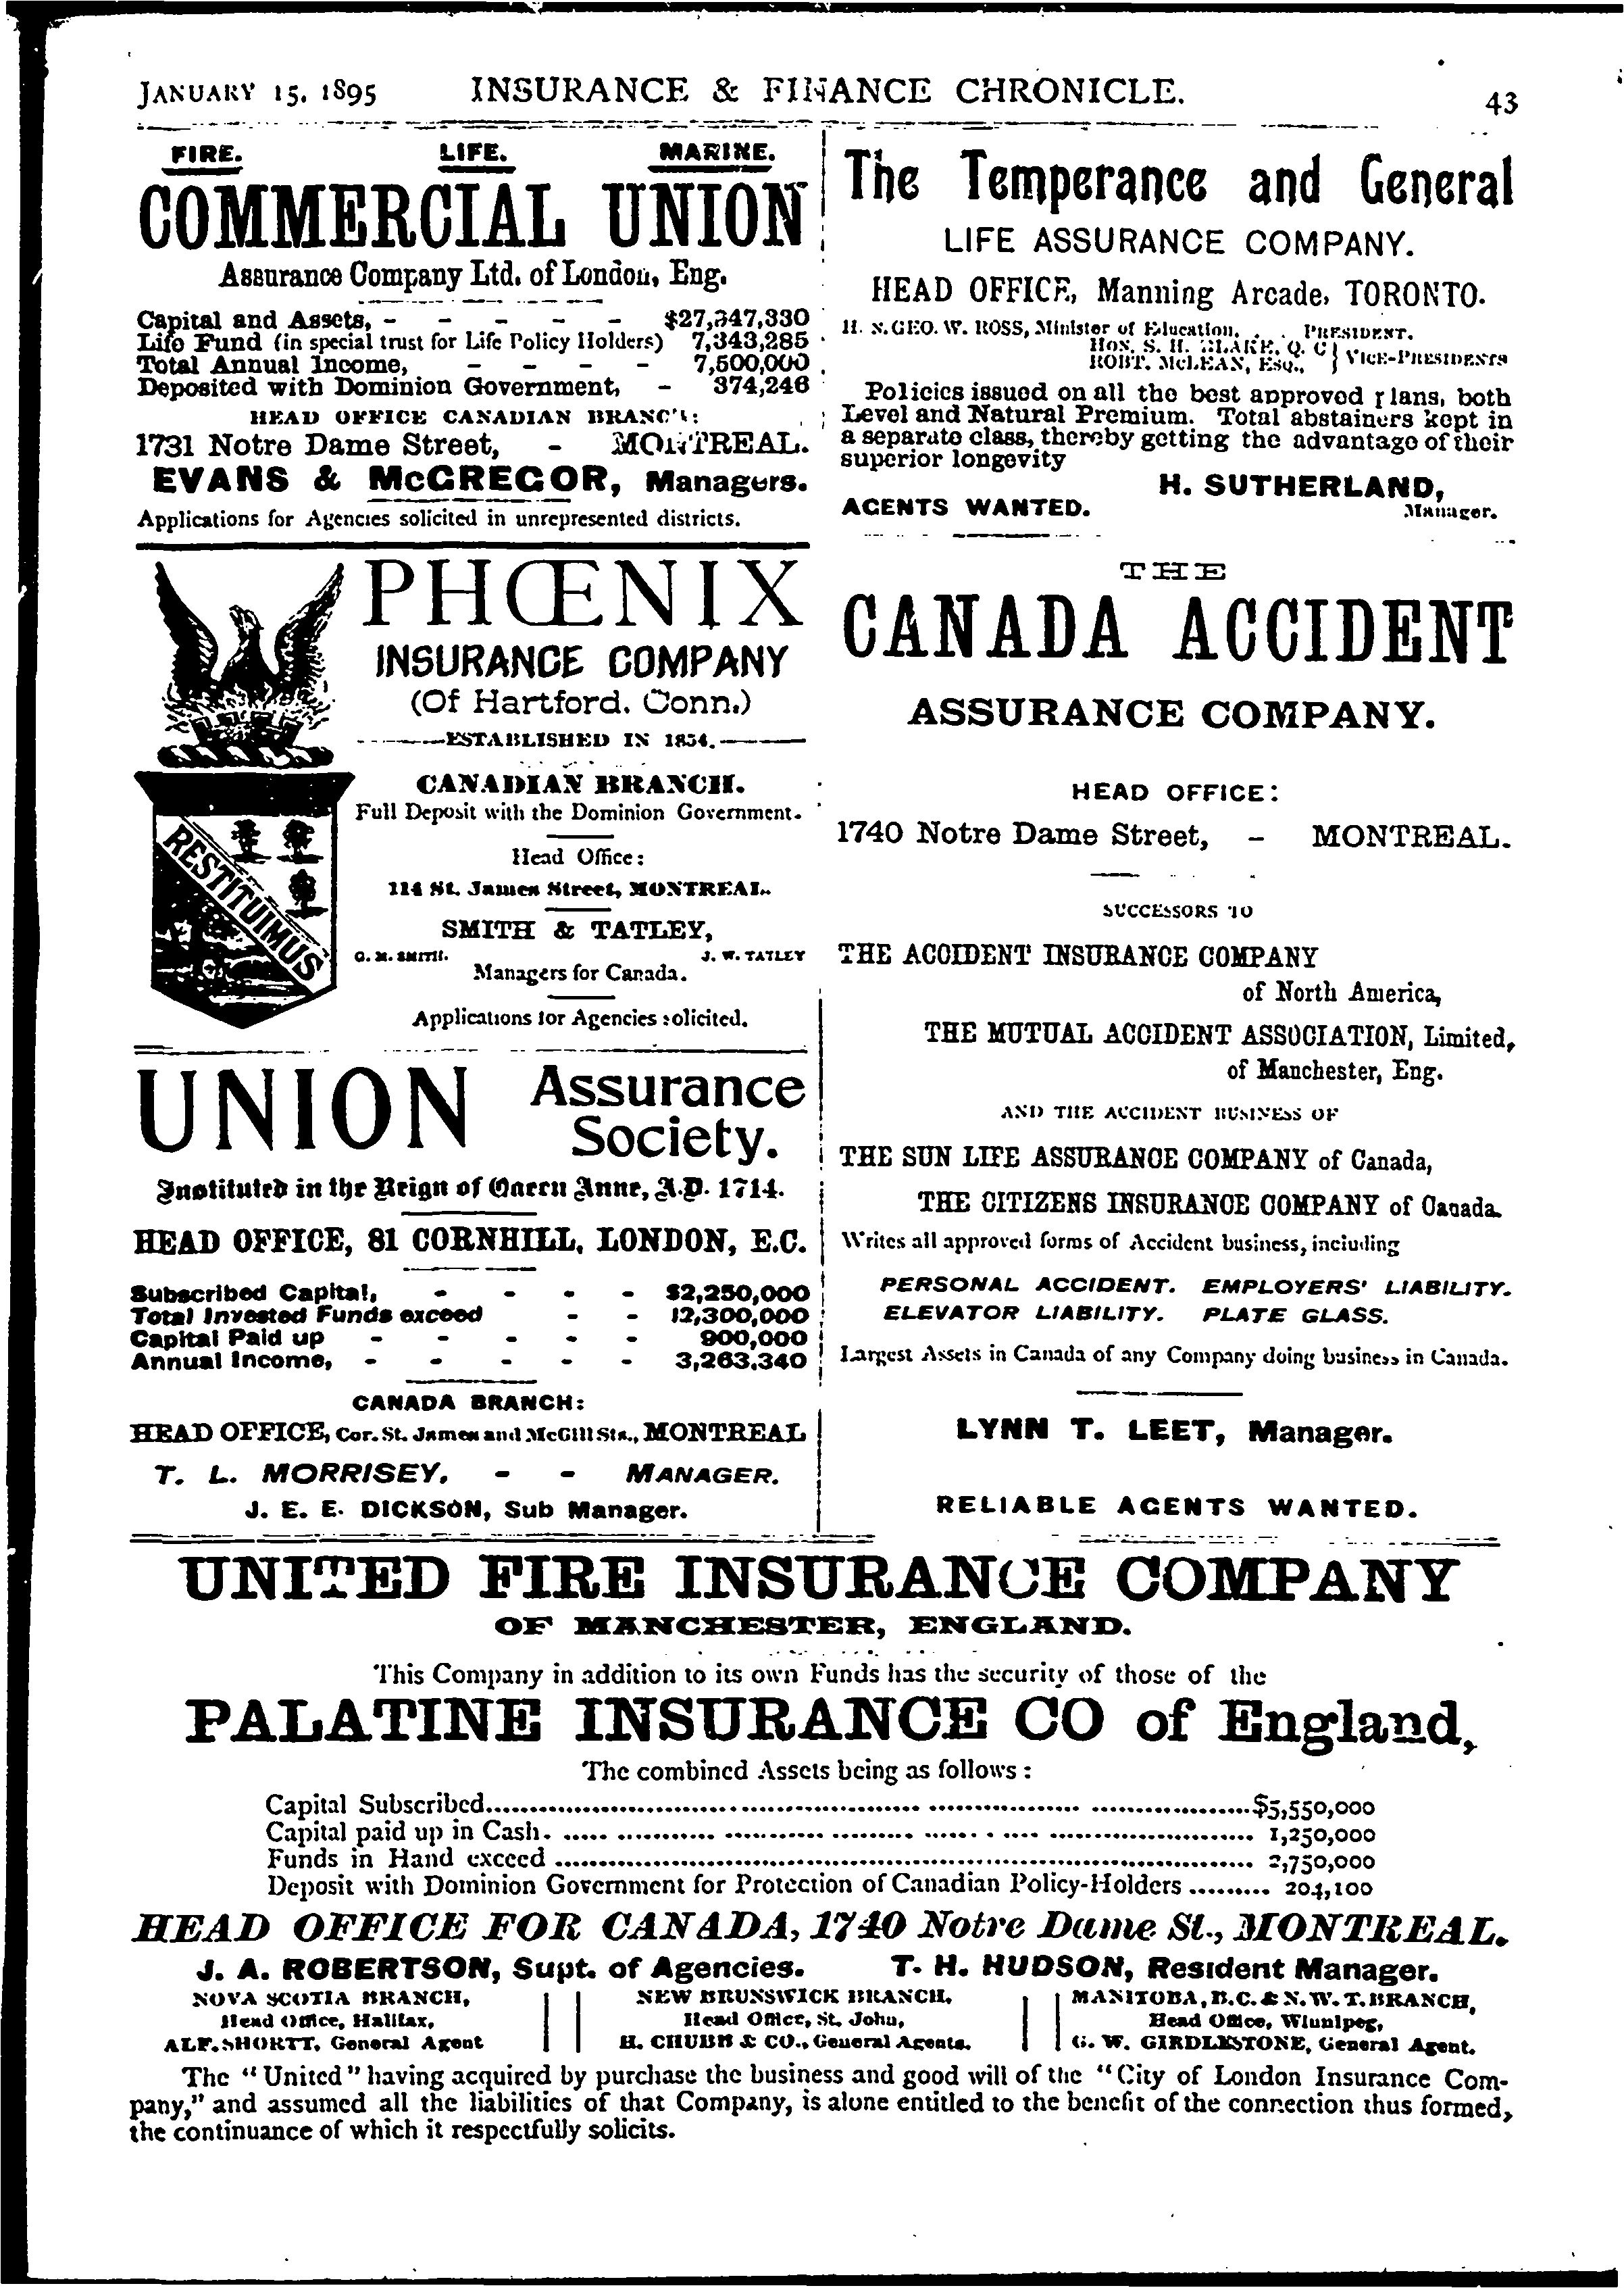 JANUARY 15, 1895 INSURANCE & FINANCE CHRONICLE. 43
FIRE. LIFE. MARINE.
COMMERCIAL UNION
Assurance Company Ltd. of London, Eng.
Capital and Assets, - - - - - $27,347,330
Life Fund (in special trust for Life Policy Holders) 7,343,285
Total Annual Income, - - - - 7,500,000
Deposited with Dominion Government, - 374,246
HEAD OFFICE CANADIAN BRANCH:
1731 Notre Dame Street, - MONTREAL.
EVANS & McGREGOR, Managers.
Applications for Agencies solicited in unrepresented districts.
PHŒNIX
INSURANCE COMPANY
(Of Hartford. Conn.)
ESTABLISHED IN 1854.
CANADIAN BRANCH.
Full Deposit with the Dominion Government.
Head Office:
114 St. James Street, MONTREAL.
SMITH & TATLEY,
G. M. SMITH. J. W. TATLEY
Managers for Canada.
Applications for Agencies solicited.
RESTITUIMUS
UNION Assurance
Society.
Instituted in the Reign of Queen Anne, A.D. 1714.
HEAD OFFICE, 81 CORNHILL, LONDON, E.C.
Subscribed Capital, - - - - $2,250,000
Total Invested Funds exceed - - 12,300,000
Capital Paid up - - - - - 900,000
Annual Income, - - - - - 3,263,340
CANADA BRANCH:
HEAD OFFICE, Cor. St. James and McGill Sts., MONTREAL
T. L. MORRISEY, - - MANAGER.
J. E. E. DICKSON, Sub Manager.
The Temperance and General
LIFE ASSURANCE COMPANY.
HEAD OFFICE, Manning Arcade, TORONTO.
H. N. GEO. W. ROSS, Minister of Education. . . PRESIDENT.
HON. S. H. BLAKE, Q. C } VICE-PRESIDENTS
ROBT. McLEAN, ESQ.,
Policies issued on all the best approved plans, both
Level and Natural Premium. Total abstainers kept in
a separate class, thereby getting the advantage of their
superior longevity
H. SUTHERLAND,
AGENTS WANTED. Manager.
THE
CANADA ACCIDENT
ASSURANCE COMPANY.
HEAD OFFICE:
1740 Notre Dame Street, - MONTREAL.
SUCCESSORS TO
THE ACCIDENT INSURANCE COMPANY
of North America,
THE MUTUAL ACCIDENT ASSOCIATION, Limited,
of Manchester, Eng.
AND THE ACCIDENT BUSINESS OF
THE SUN LIFE ASSURANCE COMPANY of Canada,
THE CITIZENS INSURANCE COMPANY of Canada.
Writes all approved forms of Accident business, including
PERSONAL ACCIDENT. EMPLOYERS' LIABILITY.
ELEVATOR LIABILITY. PLATE GLASS.
Largest Assets in Canada of any Company doing business in Canada.
LYNN T. LEET, Manager.
RELIABLE AGENTS WANTED.
UNITED FIRE INSURANCE COMPANY
OF MANCHESTER, ENGLAND.
This Company in addition to its own Funds has the security of those of the
PALATINE INSURANCE CO of England,
The combined Assets being as follows:
Capital Subscribed........ $5,550,000
Capital paid up in Cash........ 1,250,000
Funds in Hand exceed ........ 2,750,000
Deposit with Dominion Government for Protection of Canadian Policy-Holders ......... 204,100
HEAD OFFICE FOR CANADA, 1740 Notre Dame St., MONTREAL.
J. A. ROBERTSON, Supt. of Agencies. T. H. HUDSON, Resident Manager.
NOVA SCOTIA BRANCH, NEW BRUNSWICK BRANCH, MANITOBA, B.C. & N.W.T. BRANCH,
Head Office, Halifax, Head Office, St. John, Head Office, Winnipeg,
ALF. SHORTT, General Agent H. CHUBB & CO., General Agents. G. W. GIRDLESTONE, General Agent.
The "United" having acquired by purchase the business and good will of the "City of London Insurance Com-
pany," and assumed all the liabilities of that Company, is alone entitled to the benefit of the connection thus formed,
the continuance of which it respectfully solicits.